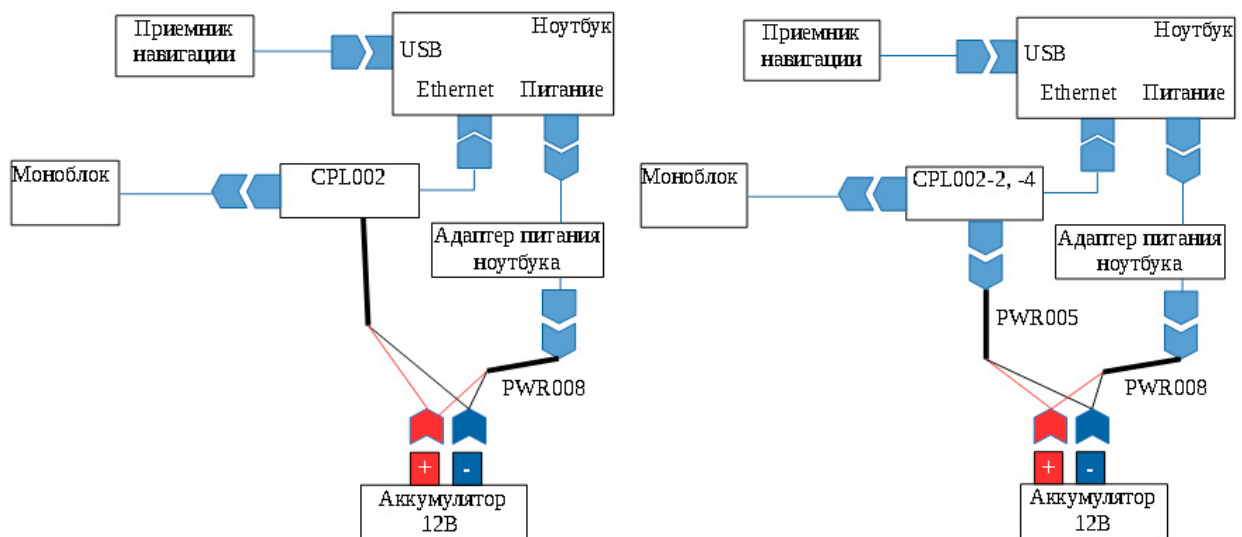 Приемник
навигации
Ноутбук
USB
Ethernet
Питание
Моноблок
CPL002
Адаптер питания
ноутбука
PWR008
+
-
Аккумулятор
12В
Приемник
навигации
Ноутбук
USB
Ethernet
Питание
Моноблок
CPL002-2, -4
Адаптер питания
ноутбука
PWR005
PWR008
+
-
Аккумулятор
12В